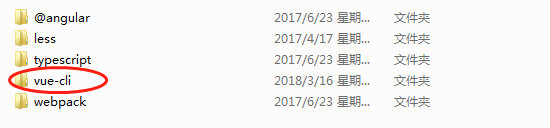 @angular 2017/6/23 星期... 文件夹
less 2017/4/17 星期... 文件夹
typescript 2017/6/23 星期... 文件夹
vue-cli 2018/3/16 星期... 文件夹
webpack 2017/6/23 星期... 文件夹